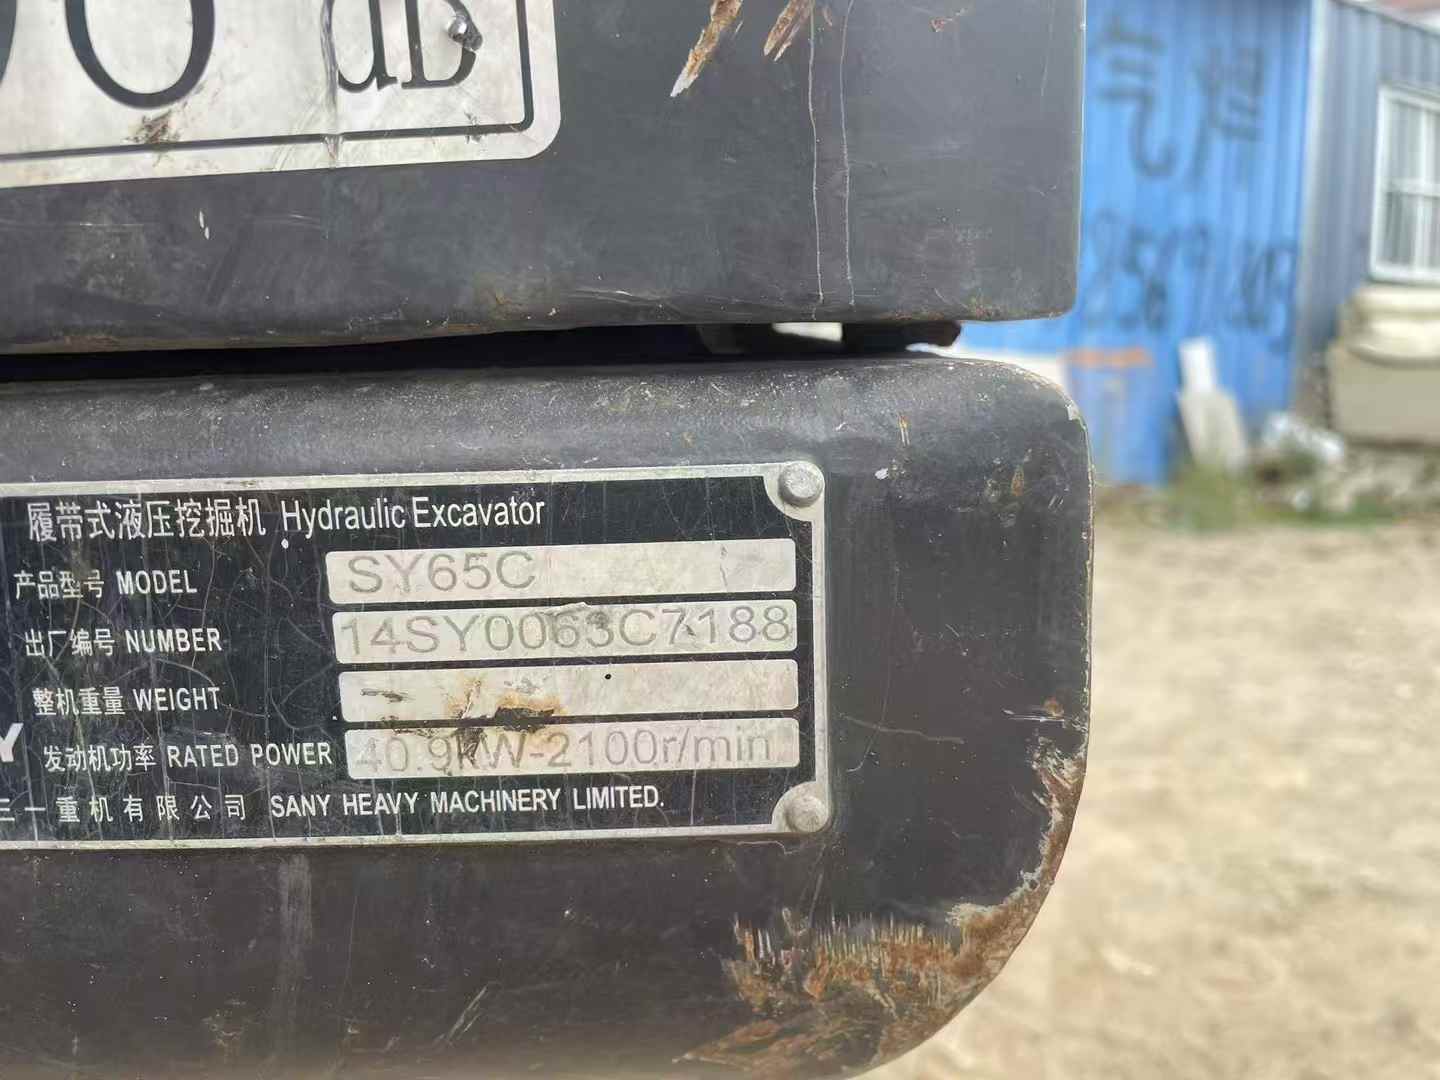 dB
气焊
履带式液压挖掘机 Hydraulic Excavator
产品型号 MODEL SY65C
出厂编号 NUMBER 14SY0063C7188
整机重量 WEIGHT
Y 发动机功率 RATED POWER 40.9KW-2100r/min
三一重机有限公司 SANY HEAVY MACHINERY LIMITED.